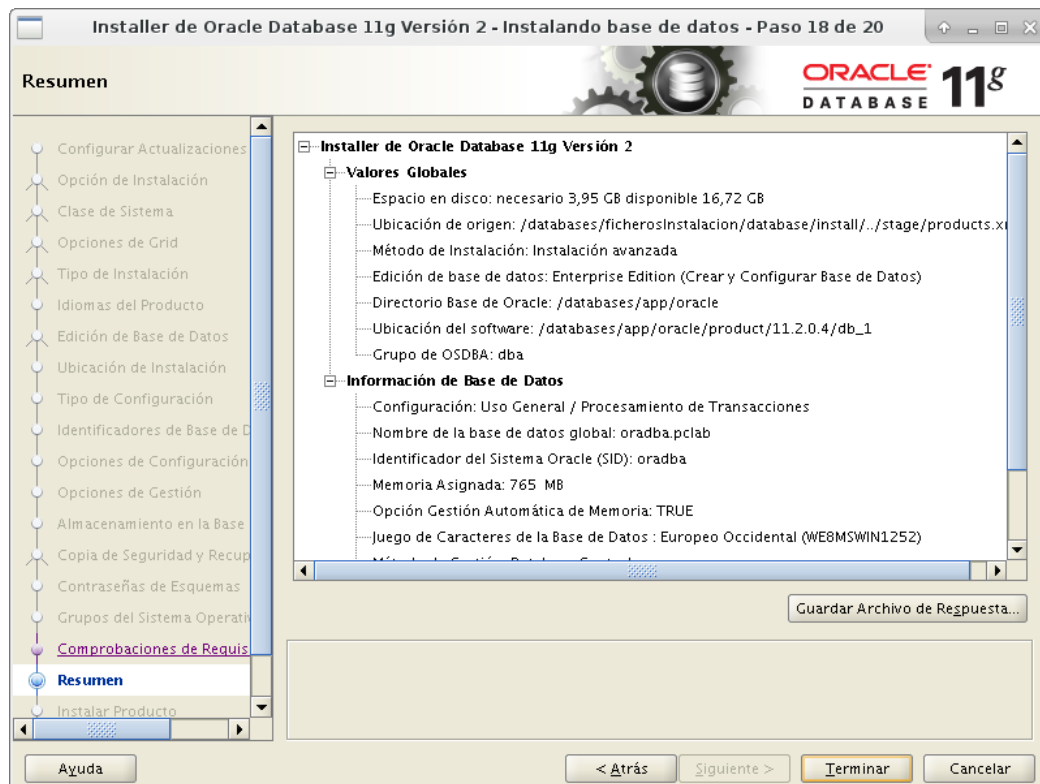 Installer de Oracle Database 11g Versión 2 - Instalando base de datos - Paso 18 de 20
Resumen
ORACLE 11g
DATABASE
Configurar Actualizaciones
Opción de Instalación
Clase de Sistema
Opciones de Grid
Tipo de Instalación
Idiomas del Producto
Edición de Base de Datos
Ubicación de Instalación
Tipo de Configuración
Identificadores de Base de D
Opciones de Configuración
Opciones de Gestión
Almacenamiento en la Base
Copia de Seguridad y Recup
Contraseñas de Esquemas
Grupos del Sistema Operativ
Comprobaciones de Requis
Resumen
Instalar Producto
Installer de Oracle Database 11g Versión 2
Valores Globales
Espacio en disco: necesario 3,95 GB disponible 16,72 GB
Ubicación de origen: /databases/ficherosInstalacion/database/install/../stage/products.x
Método de Instalación: Instalación avanzada
Edición de base de datos: Enterprise Edition (Crear y Configurar Base de Datos)
Directorio Base de Oracle: /databases/app/oracle
Ubicación del software: /databases/app/oracle/product/11.2.0.4/db_1
Grupo de OSDBA: dba
Información de Base de Datos
Configuración: Uso General / Procesamiento de Transacciones
Nombre de la base de datos global: oradba.pclab
Identificador del Sistema Oracle (SID): oradba
Memoria Asignada: 765 MB
Opción Gestión Automática de Memoria: TRUE
Juego de Caracteres de la Base de Datos : Europeo Occidental (WE8MSWIN1252)
Guardar Archivo de Respuesta...
Ayuda
< Atrás
Siguiente >
Terminar
Cancelar